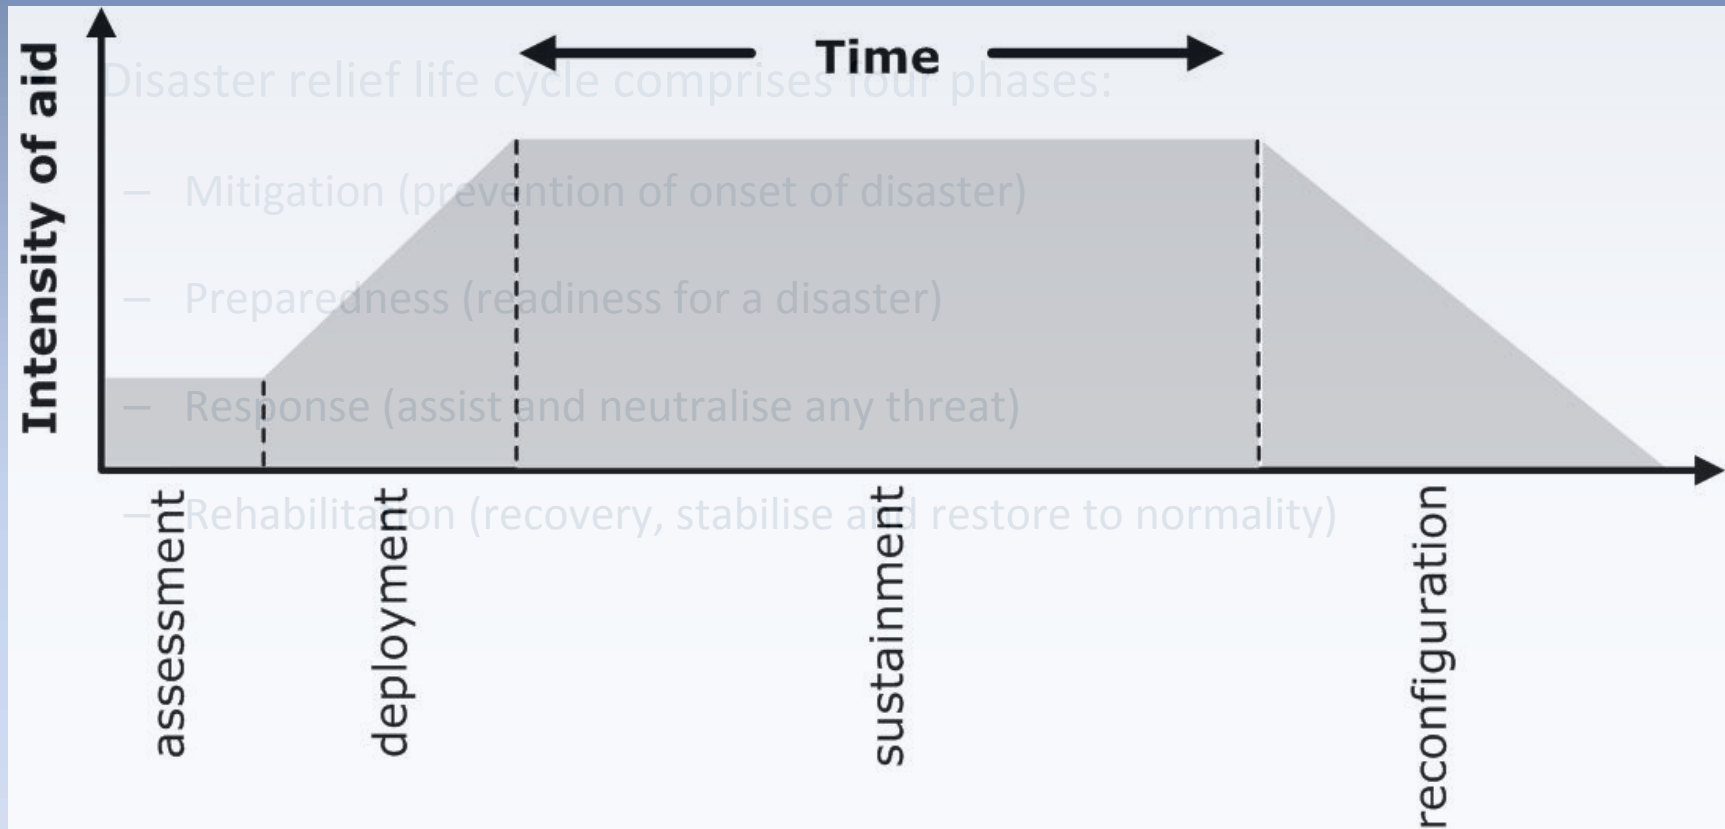 Intensity of aid
Time
Disaster relief life cycle comprises four phases:
– Mitigation (prevention of onset of disaster)
– Preparedness (readiness for a disaster)
– Response (assist and neutralise any threat)
– Rehabilitation (recovery, stabilise and restore to normality)
assessment
deployment
sustainment
reconfiguration